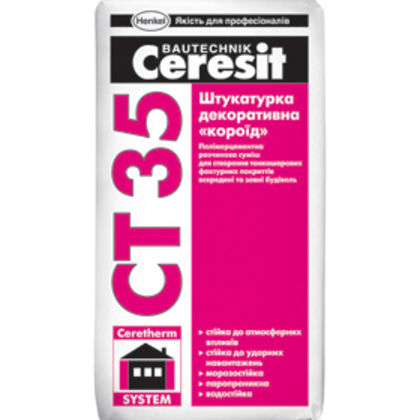 Henkel
Якість для професіоналів
BAUTECHNIK
Ceresit
CT 35
Штукатурка
декоративна
«короїд»
Полімерцементна
розчинова суміш
для створення тонкошарових
фактурних покриттів
всередині та зовні будівель
Ceretherm
SYSTEM
стійка до атмосферних
впливів
стійка до ударних
навантажень
морозостійка
паропроникна
водостійка